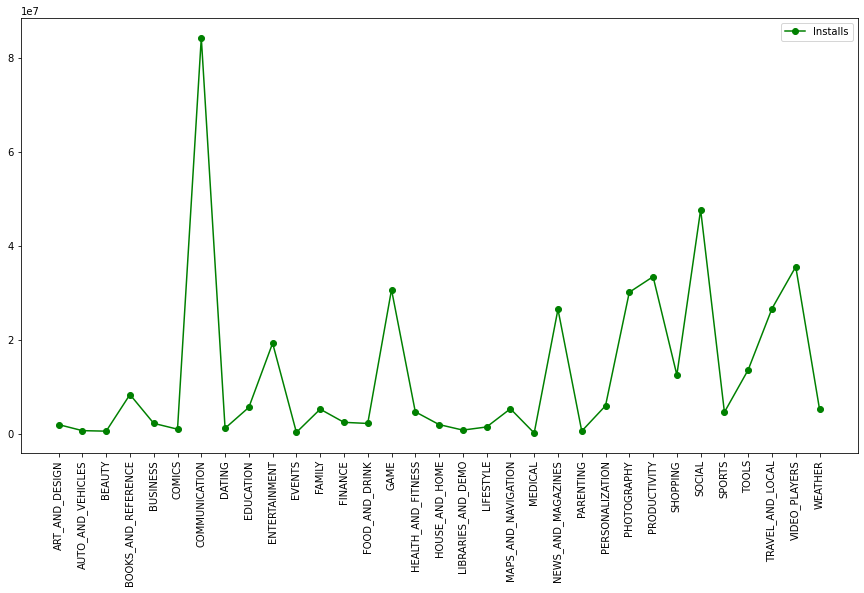 1e7
Installs
8
6
4
2
0
ART_AND_DESIGN
AUTO_AND_VEHICLES
BEAUTY
BOOKS_AND_REFERENCE
BUSINESS
COMICS
COMMUNICATION
DATING
EDUCATION
ENTERTAINMENT
EVENTS
FAMILY
FINANCE
FOOD_AND_DRINK
GAME
HEALTH_AND_FITNESS
HOUSE_AND_HOME
LIBRARIES_AND_DEMO
LIFESTYLE
MAPS_AND_NAVIGATION
MEDICAL
NEWS_AND_MAGAZINES
PARENTING
PERSONALIZATION
PHOTOGRAPHY
PRODUCTIVITY
SHOPPING
SOCIAL
SPORTS
TOOLS
TRAVEL_AND_LOCAL
VIDEO_PLAYERS
WEATHER